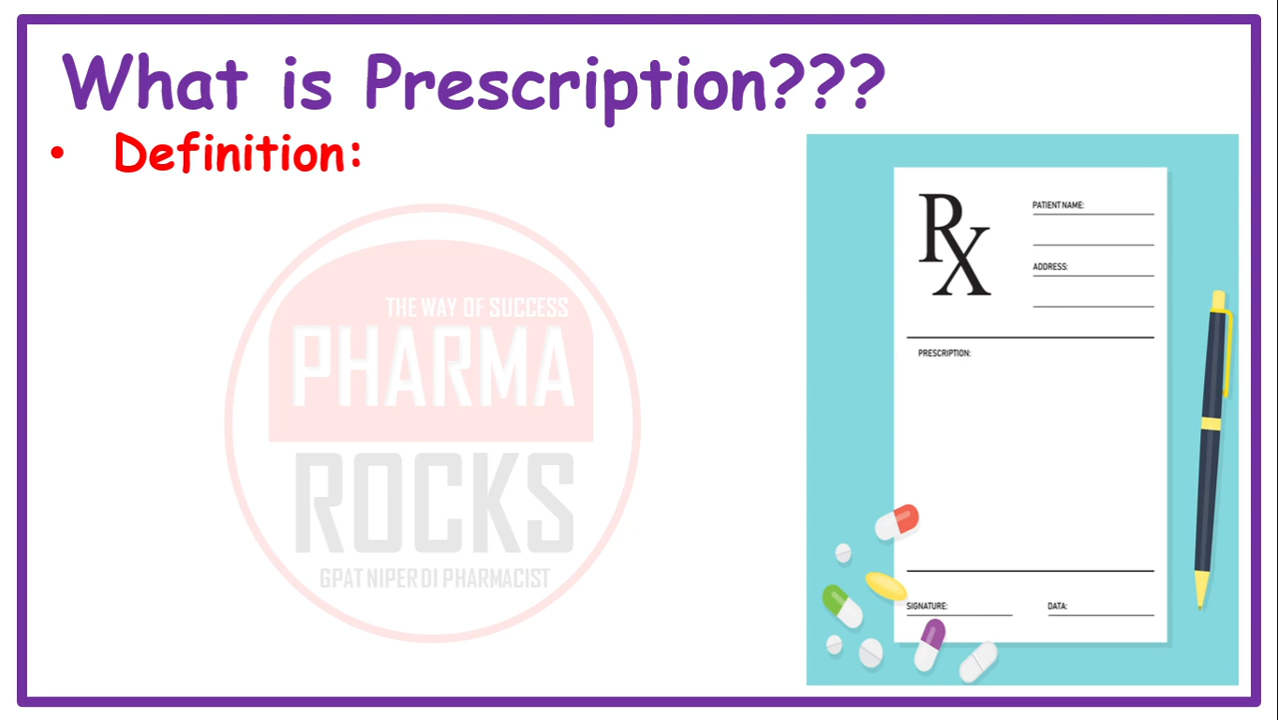 What is Prescription???
• Definition:
THE WAY OF SUCCESS
PHARMA
ROCKS
GPAT NIPER DI PHARMACIST
Rx
PATIENT NAME:
ADDRESS:
PRESCRIPTION:
SIGNATURE:
DATA: